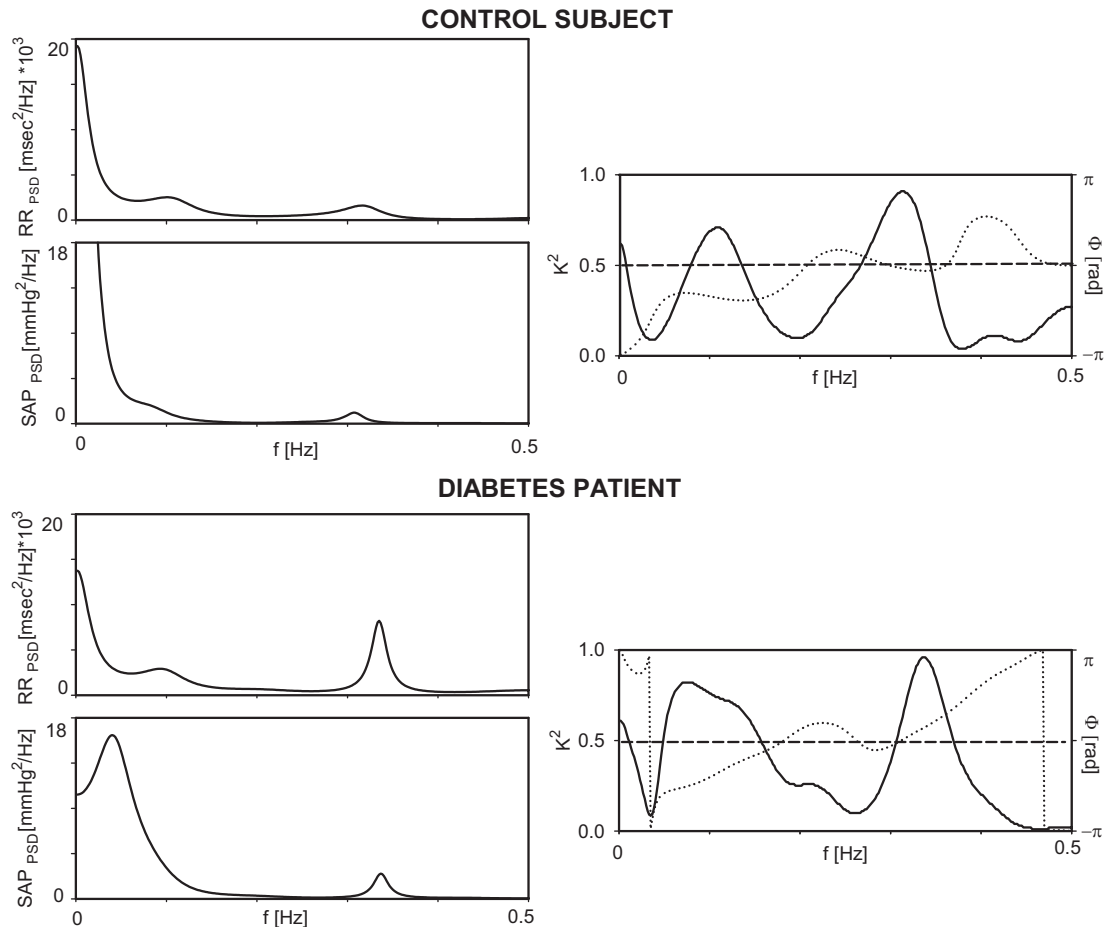 CONTROL SUBJECT
20
RR PSD [msec²/Hz] *10³
0
18
SAP PSD [mmHg²/Hz]
0
0
f [Hz]
0.5
1.0
π
K²
0.5
Φ [rad]
0.0
−π
0
f [Hz]
0.5
DIABETES PATIENT
20
RR PSD [msec²/Hz]*10³
0
18
SAP PSD [mmHg²/Hz]
0
0
f [Hz]
0.5
1.0
π
K²
0.5
Φ [rad]
0.0
−π
0
f [Hz]
0.5